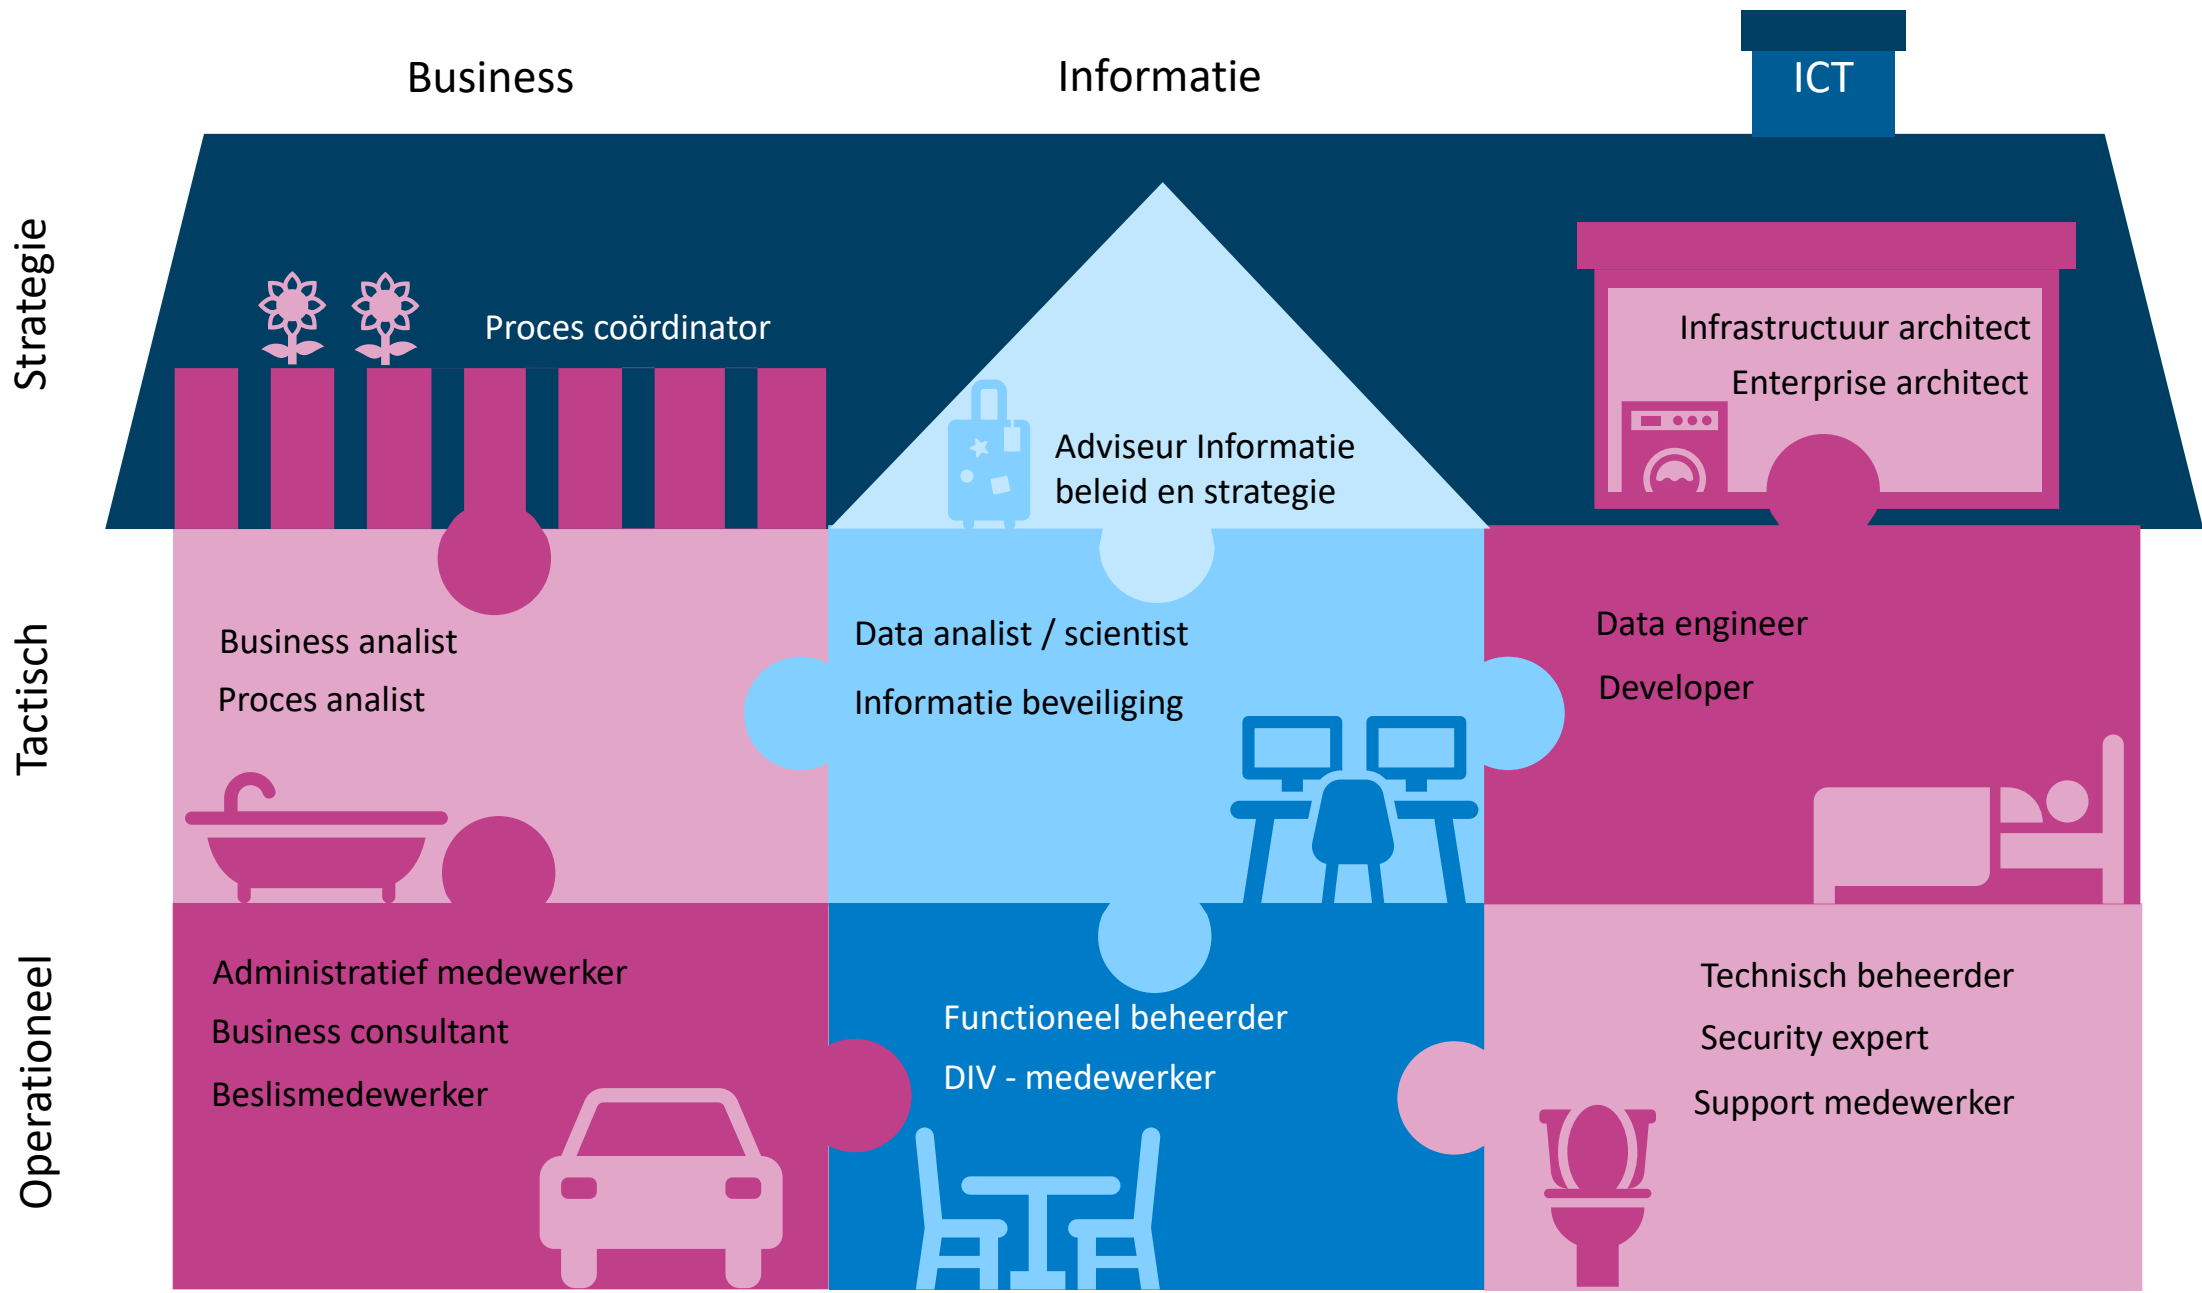 Business
Informatie
ICT
Strategie
Proces coördinator
Adviseur Informatie
beleid en strategie
Infrastructuur architect
Enterprise architect
Tactisch
Business analist
Proces analist
Data analist / scientist
Informatie beveiliging
Data engineer
Developer
Operationeel
Administratief medewerker
Business consultant
Beslismedewerker
Functioneel beheerder
DIV - medewerker
Technisch beheerder
Security expert
Support medewerker